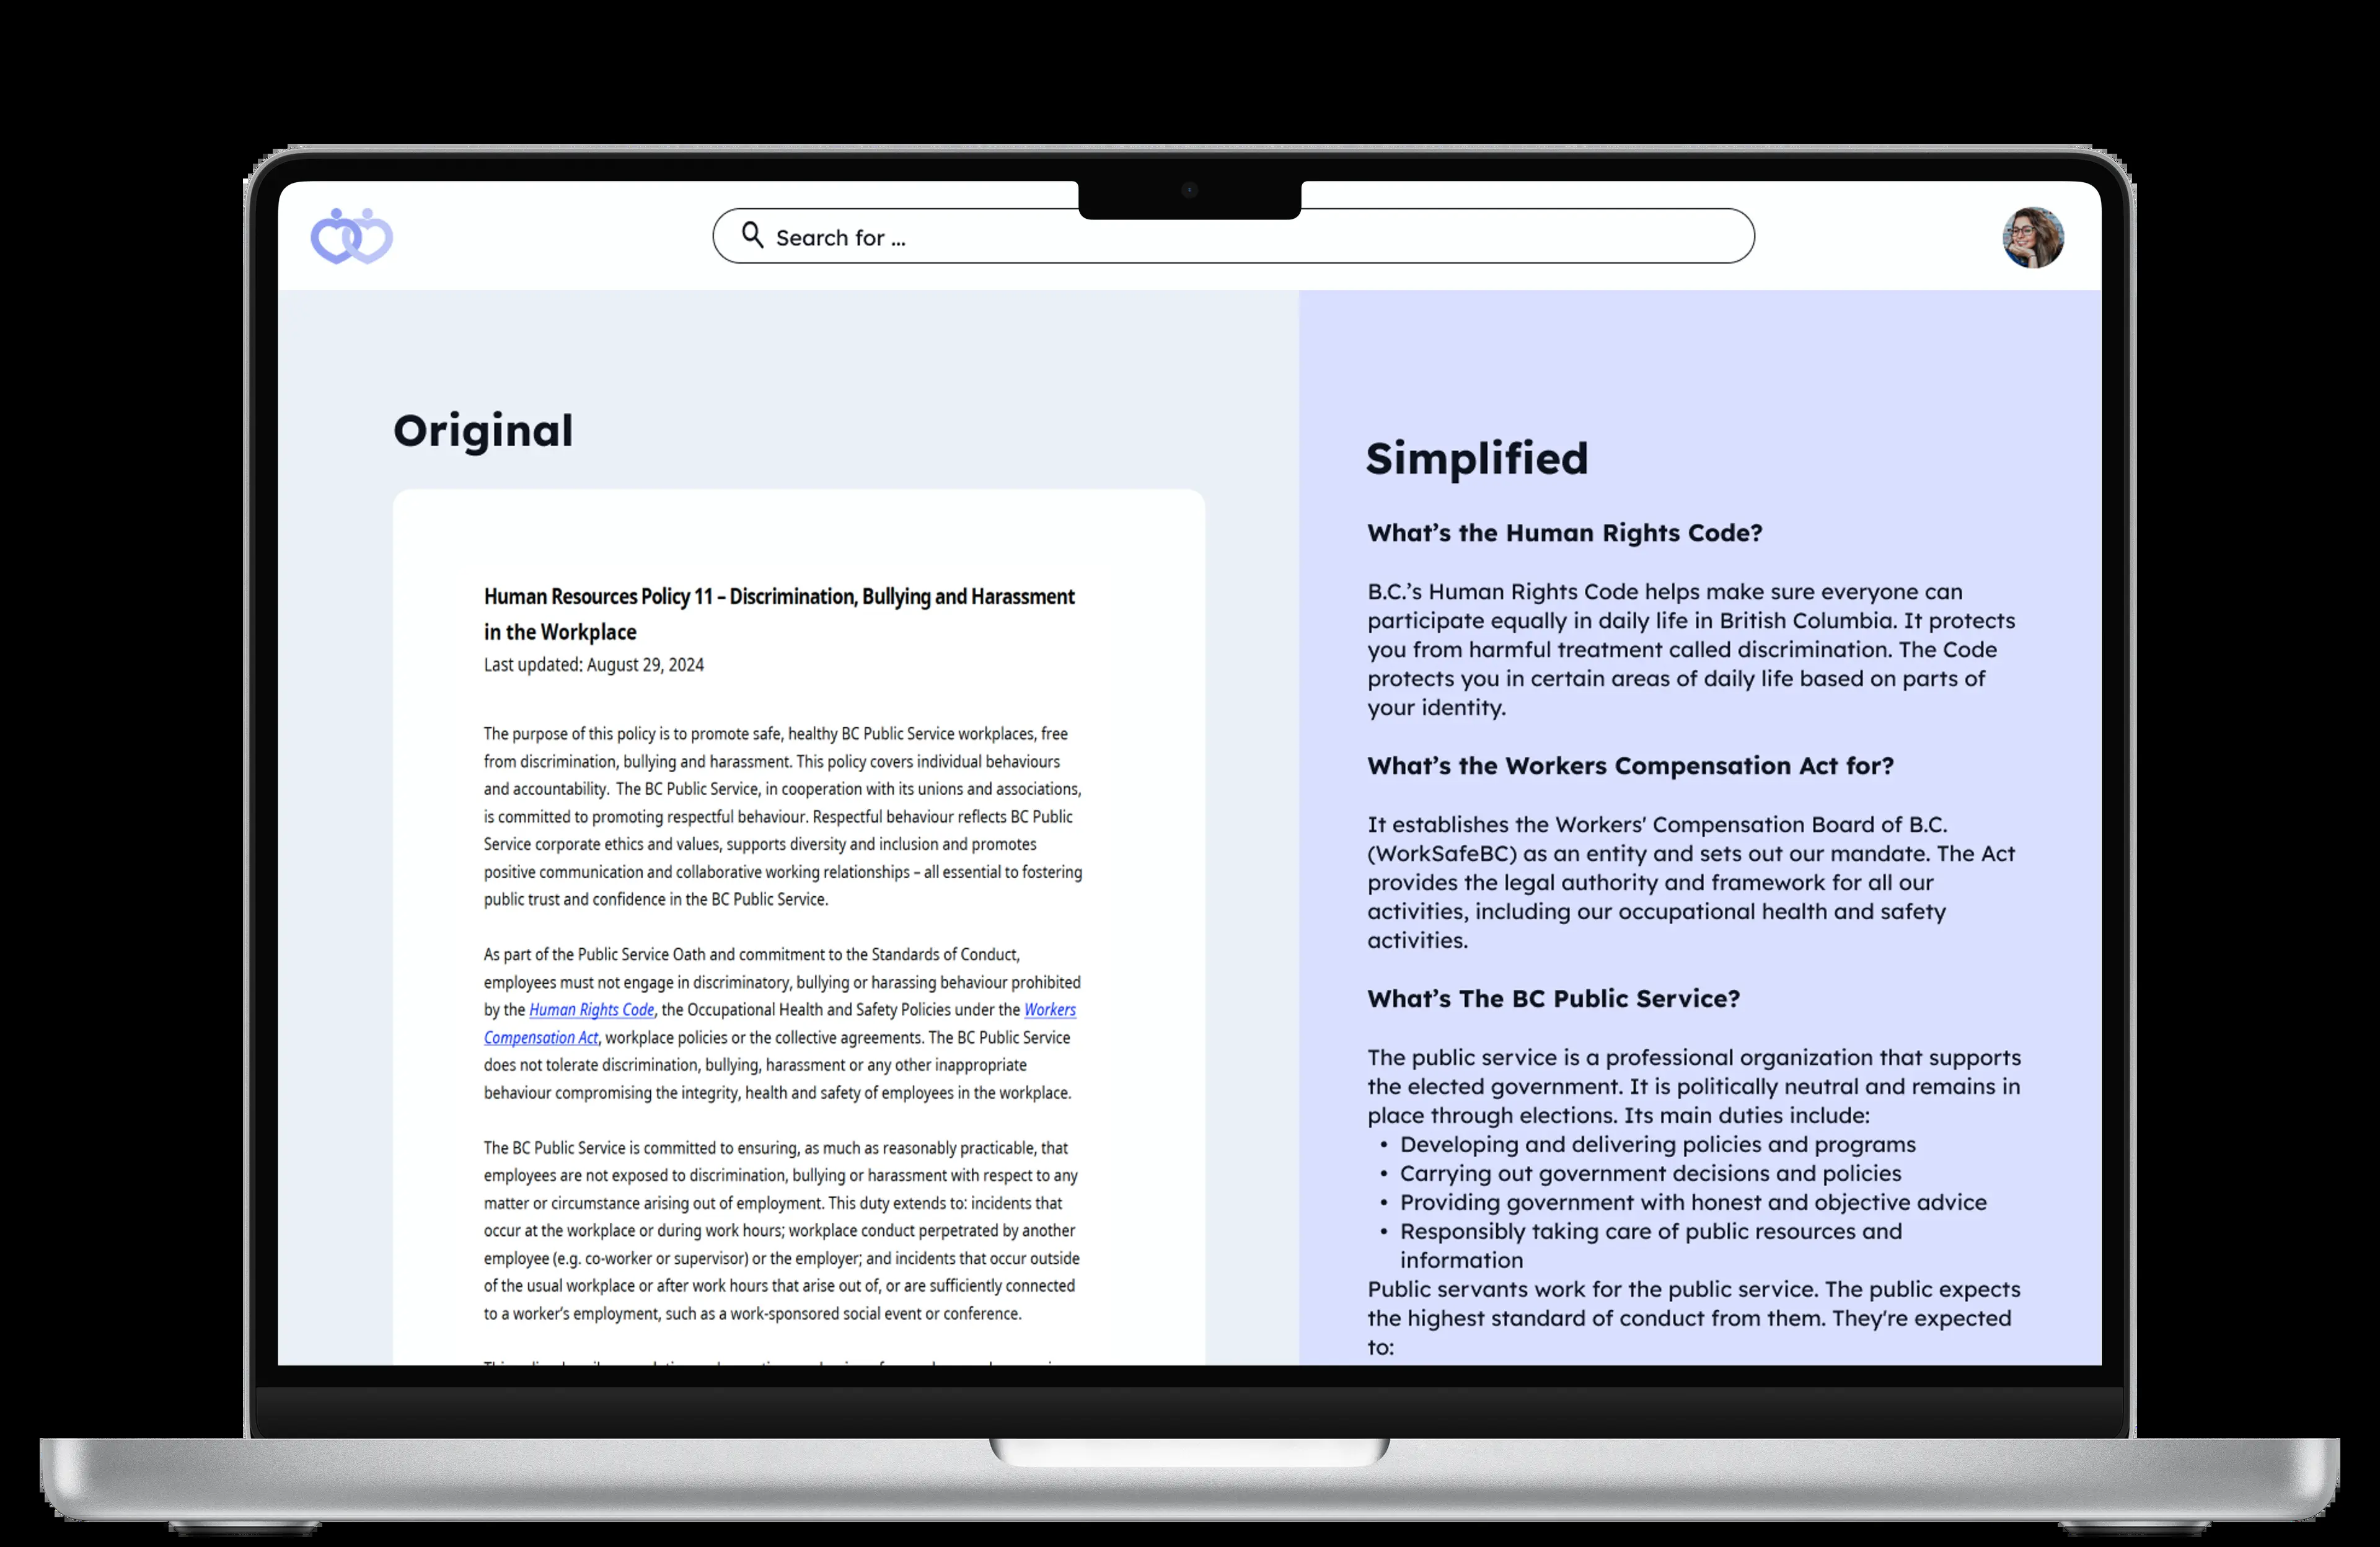 Search for ...
Original
Human Resources Policy 11 – Discrimination, Bullying and Harassment
in the Workplace
Last updated: August 29, 2024
The purpose of this policy is to promote safe, healthy BC Public Service workplaces, free
from discrimination, bullying and harassment. This policy covers individual behaviours
and accountability. The BC Public Service, in cooperation with its unions and associations,
is committed to promoting respectful behaviour. Respectful behaviour reflects BC Public
Service corporate ethics and values, supports diversity and inclusion and promotes
positive communication and collaborative working relationships – all essential to fostering
public trust and confidence in the BC Public Service.
As part of the Public Service Oath and commitment to the Standards of Conduct,
employees must not engage in discriminatory, bullying or harassing behaviour prohibited
by the Human Rights Code, the Occupational Health and Safety Policies under the Workers
Compensation Act, workplace policies or the collective agreements. The BC Public Service
does not tolerate discrimination, bullying, harassment or any other inappropriate
behaviour compromising the integrity, health and safety of employees in the workplace.
The BC Public Service is committed to ensuring, as much as reasonably practicable, that
employees are not exposed to discrimination, bullying or harassment with respect to any
matter or circumstance arising out of employment. This duty extends to: incidents that
occur at the workplace or during work hours; workplace conduct perpetrated by another
employee (e.g. co-worker or supervisor) or the employer; and incidents that occur outside
of the usual workplace or after work hours that arise out of, or are sufficiently connected
to a worker's employment, such as a work-sponsored social event or conference.
Simplified
What's the Human Rights Code?
B.C.'s Human Rights Code helps make sure everyone can
participate equally in daily life in British Columbia. It protects
you from harmful treatment called discrimination. The Code
protects you in certain areas of daily life based on parts of
your identity.
What's the Workers Compensation Act for?
It establishes the Workers' Compensation Board of B.C.
(WorkSafeBC) as an entity and sets out our mandate. The Act
provides the legal authority and framework for all our
activities, including our occupational health and safety
activities.
What's The BC Public Service?
The public service is a professional organization that supports
the elected government. It is politically neutral and remains in
place through elections. Its main duties include:
• Developing and delivering policies and programs
• Carrying out government decisions and policies
• Providing government with honest and objective advice
• Responsibly taking care of public resources and
information
Public servants work for the public service. The public expects
the highest standard of conduct from them. They're expected
to: